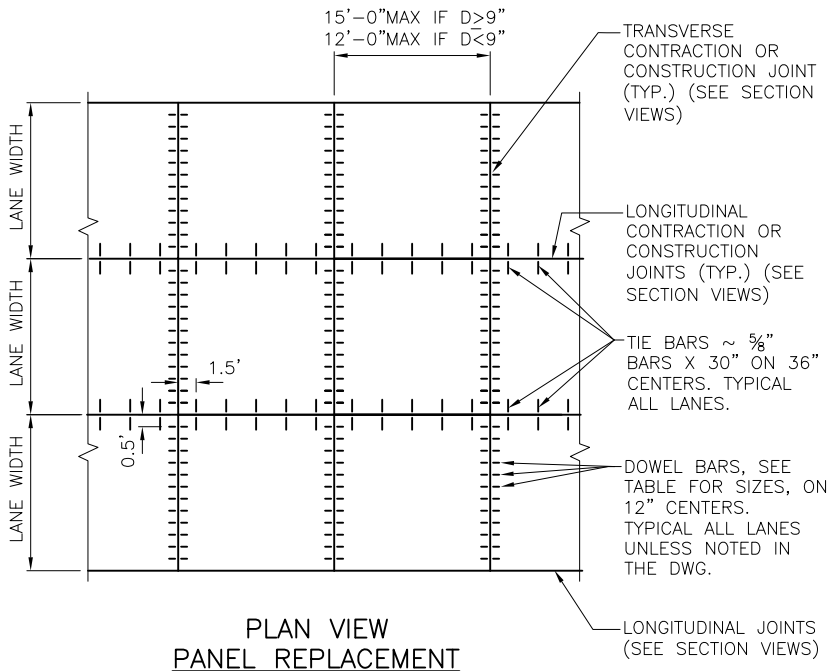 15'-0"MAX IF D>9"
12'-0"MAX IF D≤9"
TRANSVERSE
CONTRACTION OR
CONSTRUCTION JOINT
(TYP.) (SEE SECTION
VIEWS)
LANE WIDTH
LONGITUDINAL
CONTRACTION OR
CONSTRUCTION
JOINTS (TYP.) (SEE
SECTION VIEWS)
LANE WIDTH
TIE BARS ~ ⅝"
BARS X 30" ON 36"
CENTERS. TYPICAL
ALL LANES.
1.5'
0.5'
LANE WIDTH
DOWEL BARS, SEE
TABLE FOR SIZES, ON
12" CENTERS.
TYPICAL ALL LANES
UNLESS NOTED IN
THE DWG.
LONGITUDINAL JOINTS
(SEE SECTION VIEWS)
PLAN VIEW
PANEL REPLACEMENT